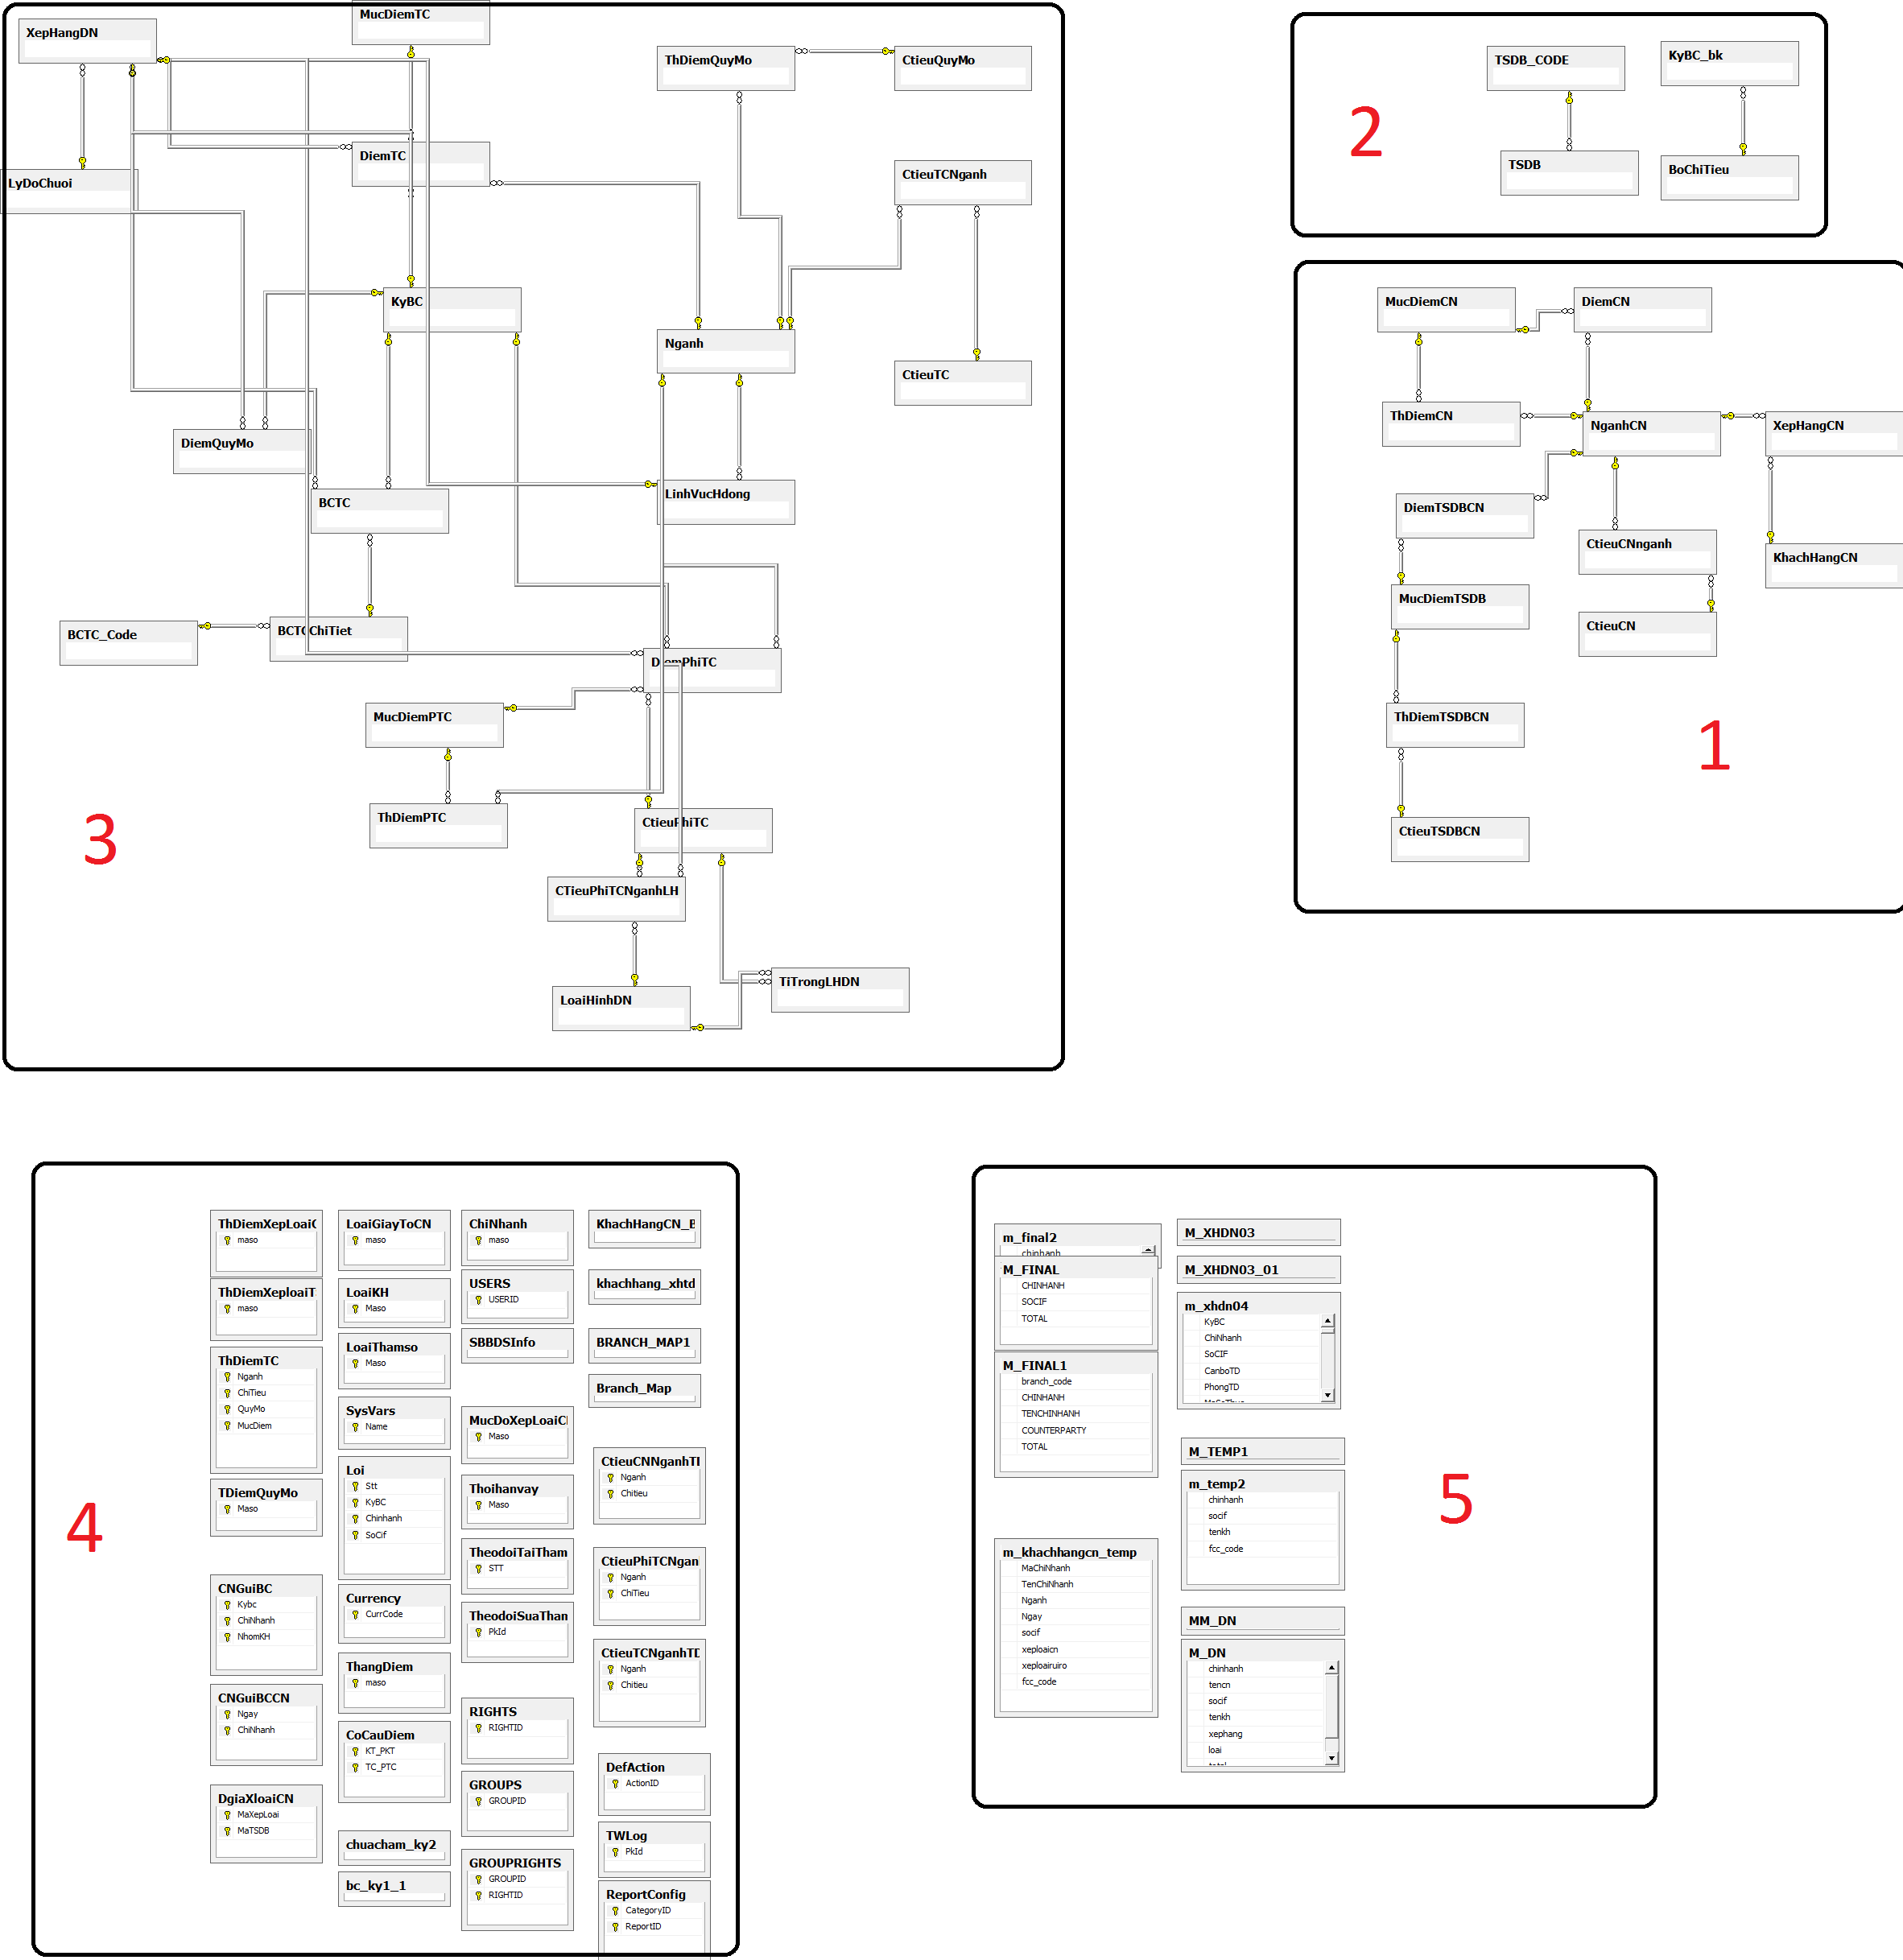 XepHangDN
MucDiemTC
ThDiemQuyMo
CtieuQuyMo
DiemTC
CtieuTCNganh
LyDoChuoi
KyBC
Nganh
CtieuTC
DiemQuyMo
BCTC
LinhVucHdong
BCTC_Code
BCTCChiTiet
DiemPhiTC
MucDiemPTC
ThDiemPTC
CtieuPhiTC
CTieuPhiTCNganhLH
LoaiHinhDN
TiTrongLHDN
3
TSDB_CODE
KyBC_bk
TSDB
BoChiTieu
2
MucDiemCN
DiemCN
ThDiemCN
NganhCN
XepHangCN
DiemTSDBCN
CtieuCNnganh
KhachHangCN
MucDiemTSDB
CtieuCN
ThDiemTSDBCN
CtieuTSDBCN
1
ThDiemXepLoai(
maso
ThDiemXeploaiT
maso
ThDiemTC
Nganh
ChiTieu
QuyMo
MucDiem
TDiemQuyMo
Maso
CNGuiBC
Kybc
ChiNhanh
NhomKH
CNGuiBCCN
Ngay
ChiNhanh
DgiaXloaiCN
MaXepLoai
MaTSDB
LoaiGiayToCN
maso
LoaiKH
Maso
LoaiThamso
Maso
SysVars
Name
Loi
Stt
KyBC
Chinhanh
SoCif
Currency
CurrCode
ThangDiem
maso
CoCauDiem
KT_PKT
TC_PTC
chuacham_ky2
bc_ky1_1
ChiNhanh
maso
USERS
USERID
SBBDSInfo
MucDoXepLoaiC
Maso
Thoihanvay
Maso
TheodoiTaiTham
STT
TheodoiSuaThan
PkId
RIGHTS
RIGHTID
GROUPS
GROUPID
GROUPRIGHTS
GROUPID
RIGHTID
KhachHangCN_B
khachhang_xhtd
BRANCH_MAP1
Branch_Map
CtieuCNNganhTI
Nganh
Chitieu
CtieuPhiTCNgan
Nganh
ChiTieu
CtieuTCNganhTD
Nganh
Chitieu
DefAction
ActionID
TWLog
PkId
ReportConfig
CategoryID
ReportID
4
m_final2
chinhanh
M_FINAL
CHINHANH
SOCIF
TOTAL
M_FINAL1
branch_code
CHINHANH
TENCHINHANH
COUNTERPARTY
TOTAL
m_khachhangcn_temp
MaChiNhanh
TenChiNhanh
Nganh
Ngay
socif
xeploaicn
xeploairuiro
fcc_code
M_XHDN03
M_XHDN03_01
m_xhdn04
KyBC
ChiNhanh
SoCIF
CanboTD
PhongTD
M_TEMP1
m_temp2
chinhanh
socif
tenkh
fcc_code
MM_DN
M_DN
chinhanh
tencn
socif
tenkh
xephang
loai
total
5